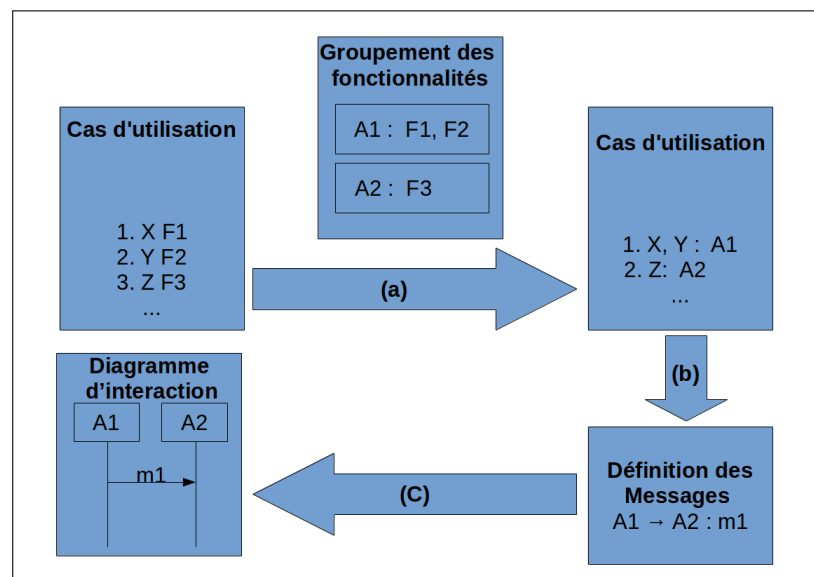 Groupement des
fonctionnalités
A1 : F1, F2
A2 : F3
Cas d'utilisation
1. X F1
2. Y F2
3. Z F3
...
(a)
Cas d'utilisation
1. X, Y : A1
2. Z: A2
...
(b)
Définition des
Messages
A1 → A2 : m1
(C)
Diagramme
d’interaction
A1
A2
m1